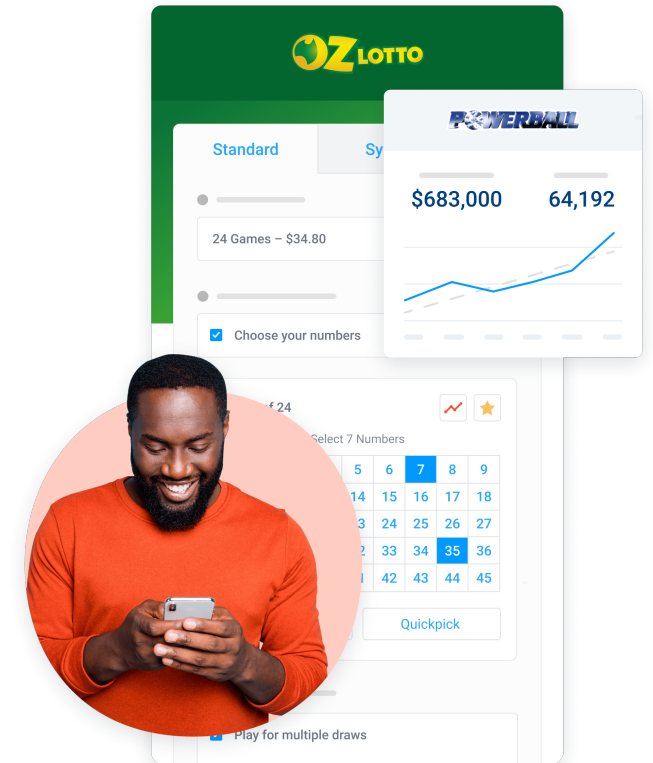 OZ LOTTO
POWERBALL
Standard
Sy
$683,000
64,192
24 Games – $34.80
Choose your numbers
of 24
Select 7 Numbers
5 6 7 8 9
14 15 16 17 18
3 24 25 26 27
2 33 34 35 36
42 43 44 45
Quickpick
Play for multiple draws